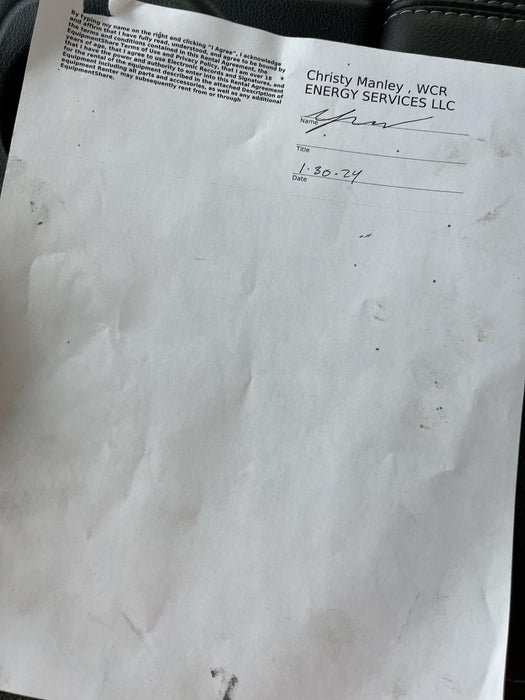 By typing my name on the right and clicking "I Agree", I acknowledge
and confirm that I have fully read, understood, and agree to be bound by
the terms and conditions contained in this Rental Agreement, the
EquipmentShare Terms of Use and Privacy Policy, that I am over 18
years of age, that I agreed to use Electronic Records and Signatures, and
that I have the power and authority to enter into this Rental Agreement
for the rental of the equipment described in the attached Description of
Equipment including all parts and accessories, as well as any additional
equipment Renter may subsequently rent from or through
EquipmentShare.
Christy Manley , WCR
ENERGY SERVICES LLC
Name
Title
1-30-24
Date